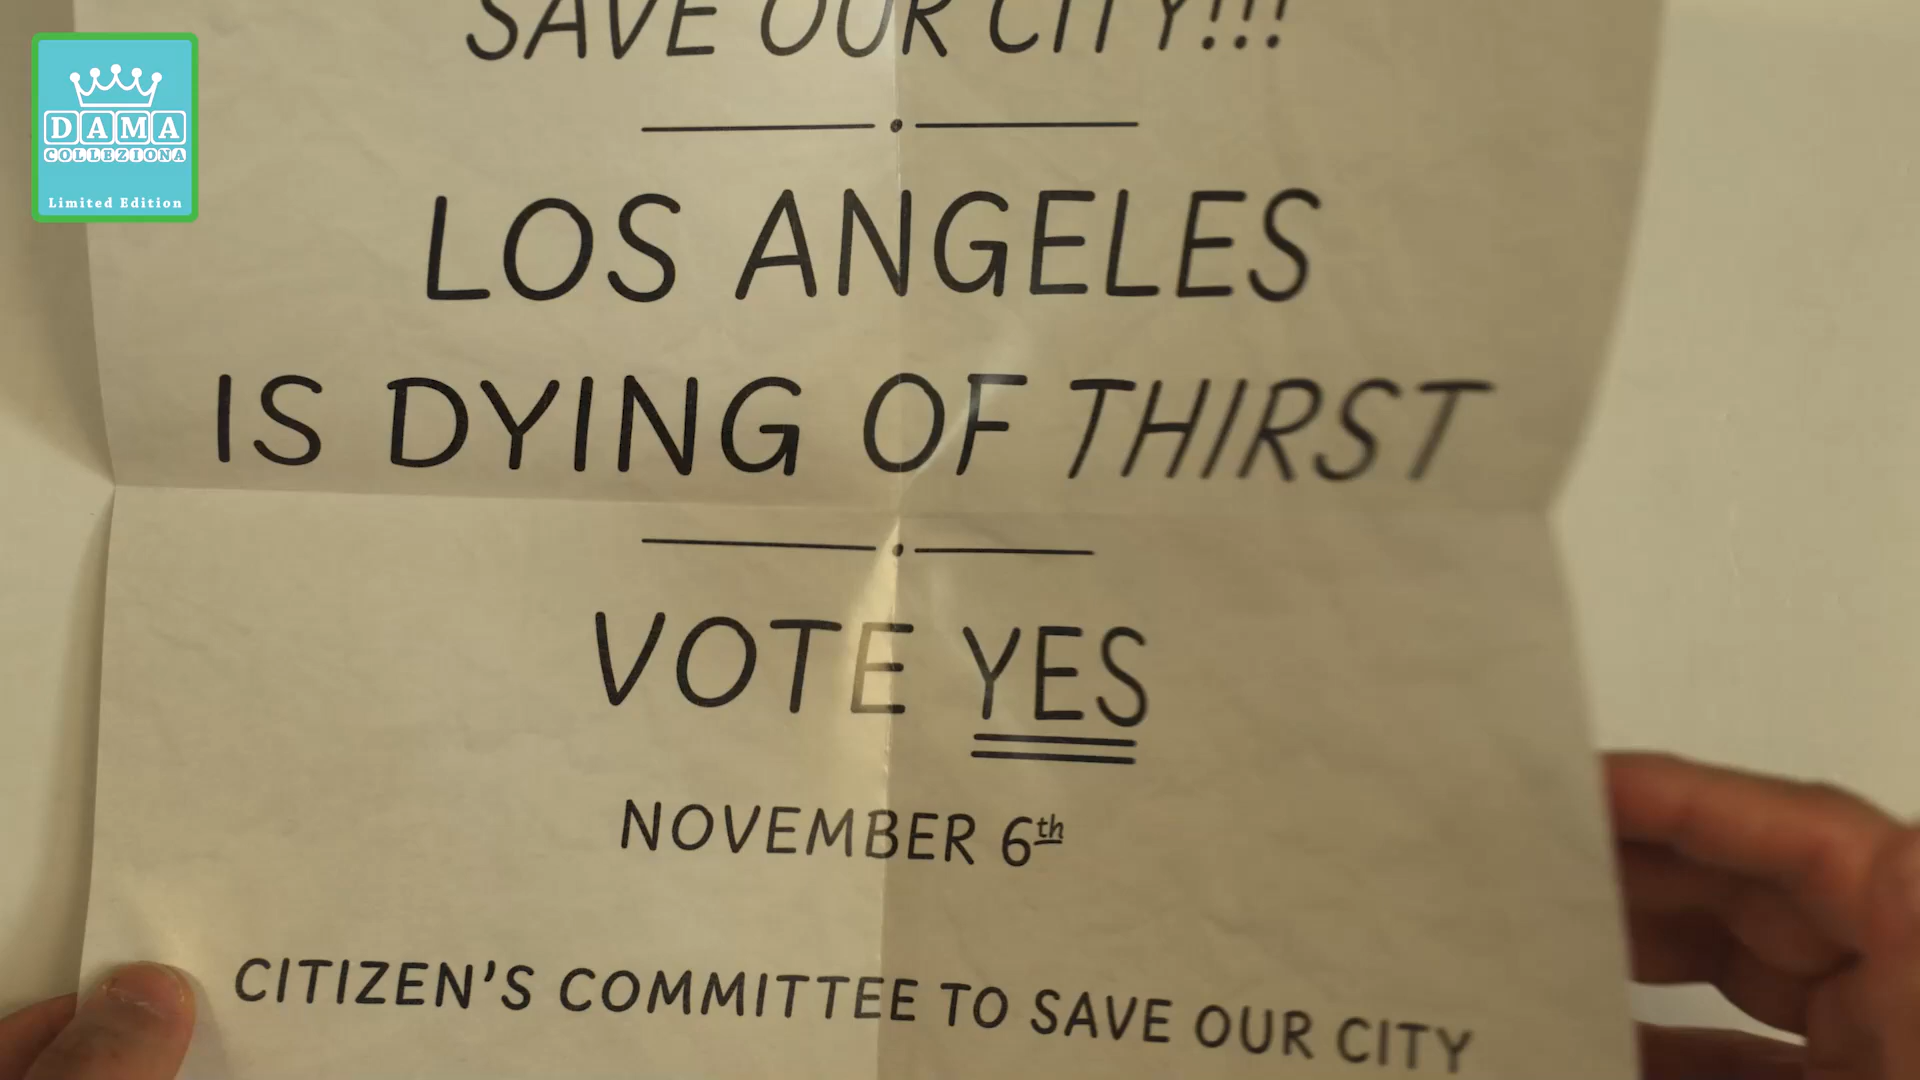 DAMA
COLLEZIONA
Limited Edition
SAVE OUR CITY!!!
LOS ANGELES
IS DYING OF THIRST
VOTE YES
NOVEMBER 6th
CITIZEN'S COMMITTEE TO SAVE OUR CITY